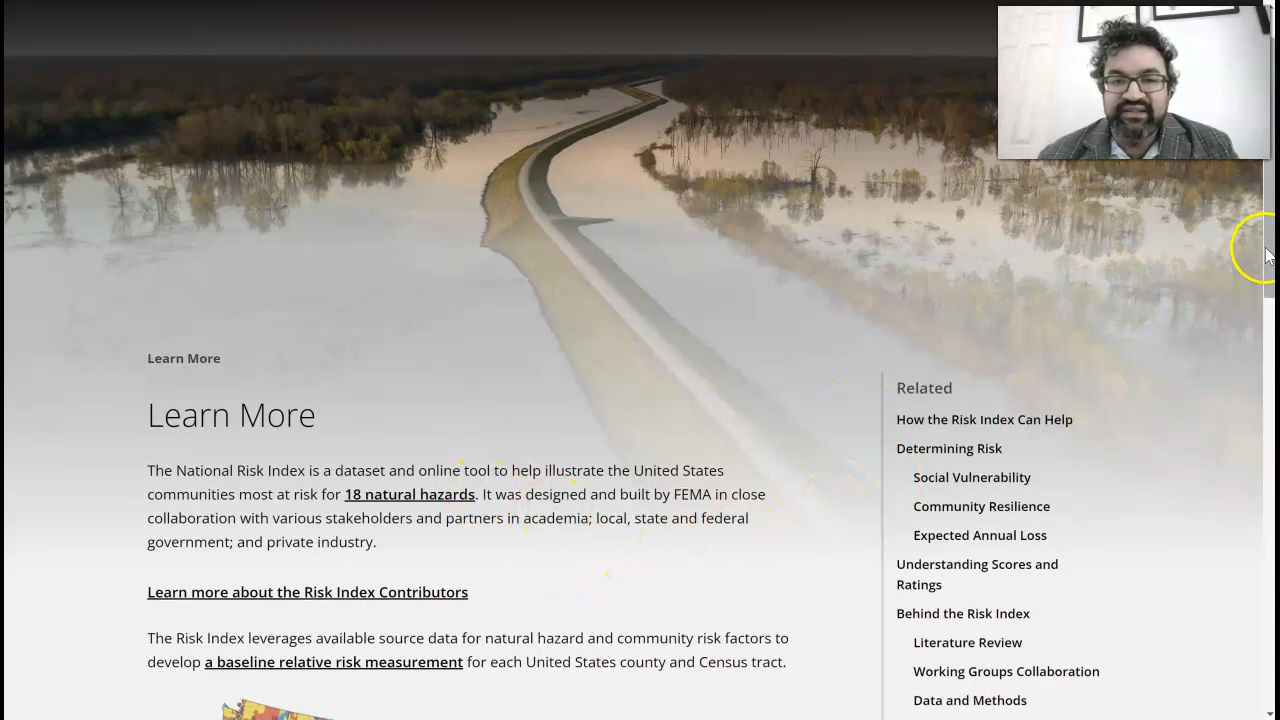 Learn More
Learn More
The National Risk Index is a dataset and online tool to help illustrate the United States
communities most at risk for 18 natural hazards. It was designed and built by FEMA in close
collaboration with various stakeholders and partners in academia; local, state and federal
government; and private industry.
Learn more about the Risk Index Contributors
The Risk Index leverages available source data for natural hazard and community risk factors to
develop a baseline relative risk measurement for each United States county and Census tract.
Related
How the Risk Index Can Help
Determining Risk
Social Vulnerability
Community Resilience
Expected Annual Loss
Understanding Scores and
Ratings
Behind the Risk Index
Literature Review
Working Groups Collaboration
Data and Methods